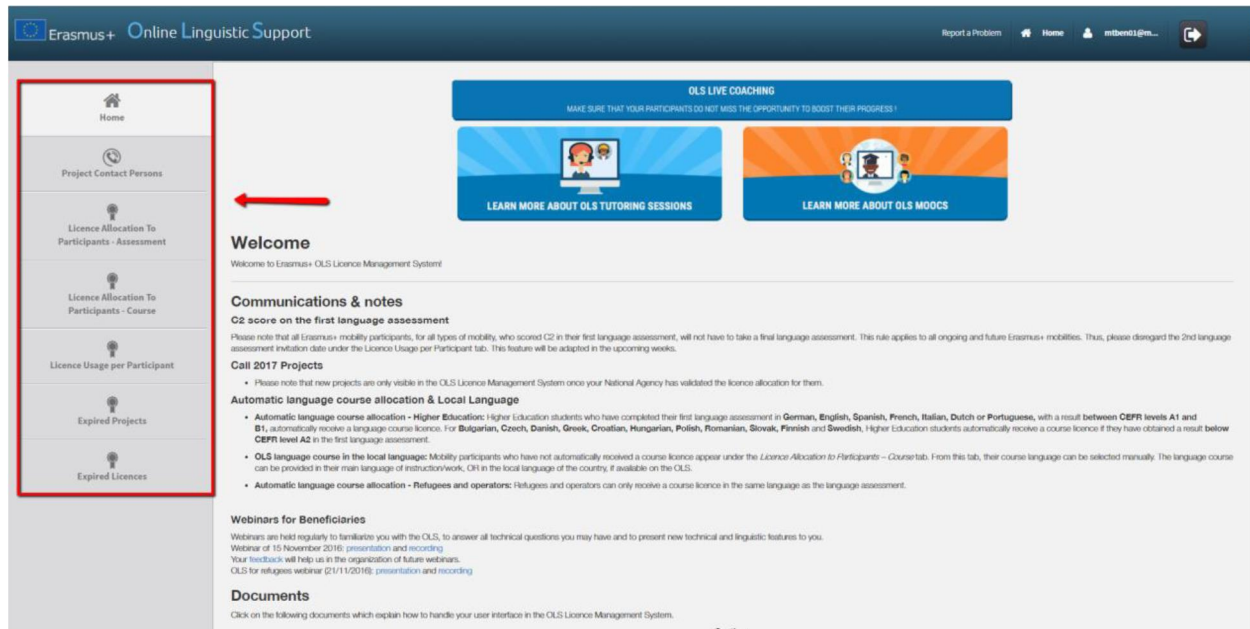 Erasmus+ Online Linguistic Support
Report a Problem Home mtben01@m...
Home
Project Contact Persons
Licence Allocation To
Participants - Assessment
Licence Allocation To
Participants - Course
Licence Usage per Participant
Expired Projects
Expired Licences
OLS LIVE COACHING
MAKE SURE THAT YOUR PARTICIPANTS DO NOT MISS THE OPPORTUNITY TO BOOST THEIR PROGRESS !
LEARN MORE ABOUT OLS TUTORING SESSIONS
LEARN MORE ABOUT OLS MOOCS
Welcome
Welcome to Erasmus+ OLS Licence Management System!
Communications & notes
C2 score on the first language assessment
Please note that all Erasmus+ mobility participants, for all types of mobility, who scored C2 in their first language assessment, will not have to take a final language assessment. This rule applies to all ongoing and future Erasmus+ mobilities. Thus, please disregard the 2nd language
assessment invitation date under the Licence Usage per Participant tab. This feature will be adapted in the upcoming weeks.
Call 2017 Projects
• Please note that new projects are only visible in the OLS Licence Management System once your National Agency has validated the licence allocation for them.
Automatic language course allocation & Local Language
• Automatic language course allocation - Higher Education: Higher Education students who have completed their first language assessment in German, English, Spanish, French, Italian, Dutch or Portuguese, with a result between CEFR levels A1 and
B1, automatically receive a language course licence. For Bulgarian, Czech, Danish, Greek, Croatian, Hungarian, Polish, Romanian, Slovak, Finnish and Swedish, Higher Education students automatically receive a course licence if they have obtained a result below
CEFR level A2 in the first language assessment.
• OLS language course in the local language: Mobility participants who have not automatically received a course licence appear under the Licence Allocation to Participants – Course tab. From this tab, their course language can be selected manually. The language course
can be provided in their main language of instruction/work, OR in the local language of the country, if available on the OLS.
• Automatic language course allocation - Refugees and operators: Refugees and operators can only receive a course licence in the same language as the language assessment.
Webinars for Beneficiaries
Webinars are held regularly to familiarize you with the OLS, to answer all technical questions you may have and to present new technical and linguistic features to you.
Webinar of 15 November 2016: presentation and recording
Your feedback will help us in the organization of future webinars.
OLS for refugees webinar (21/11/2016): presentation and recording
Documents
Click on the following documents which explain how to handle your user interface in the OLS Licence Management System.